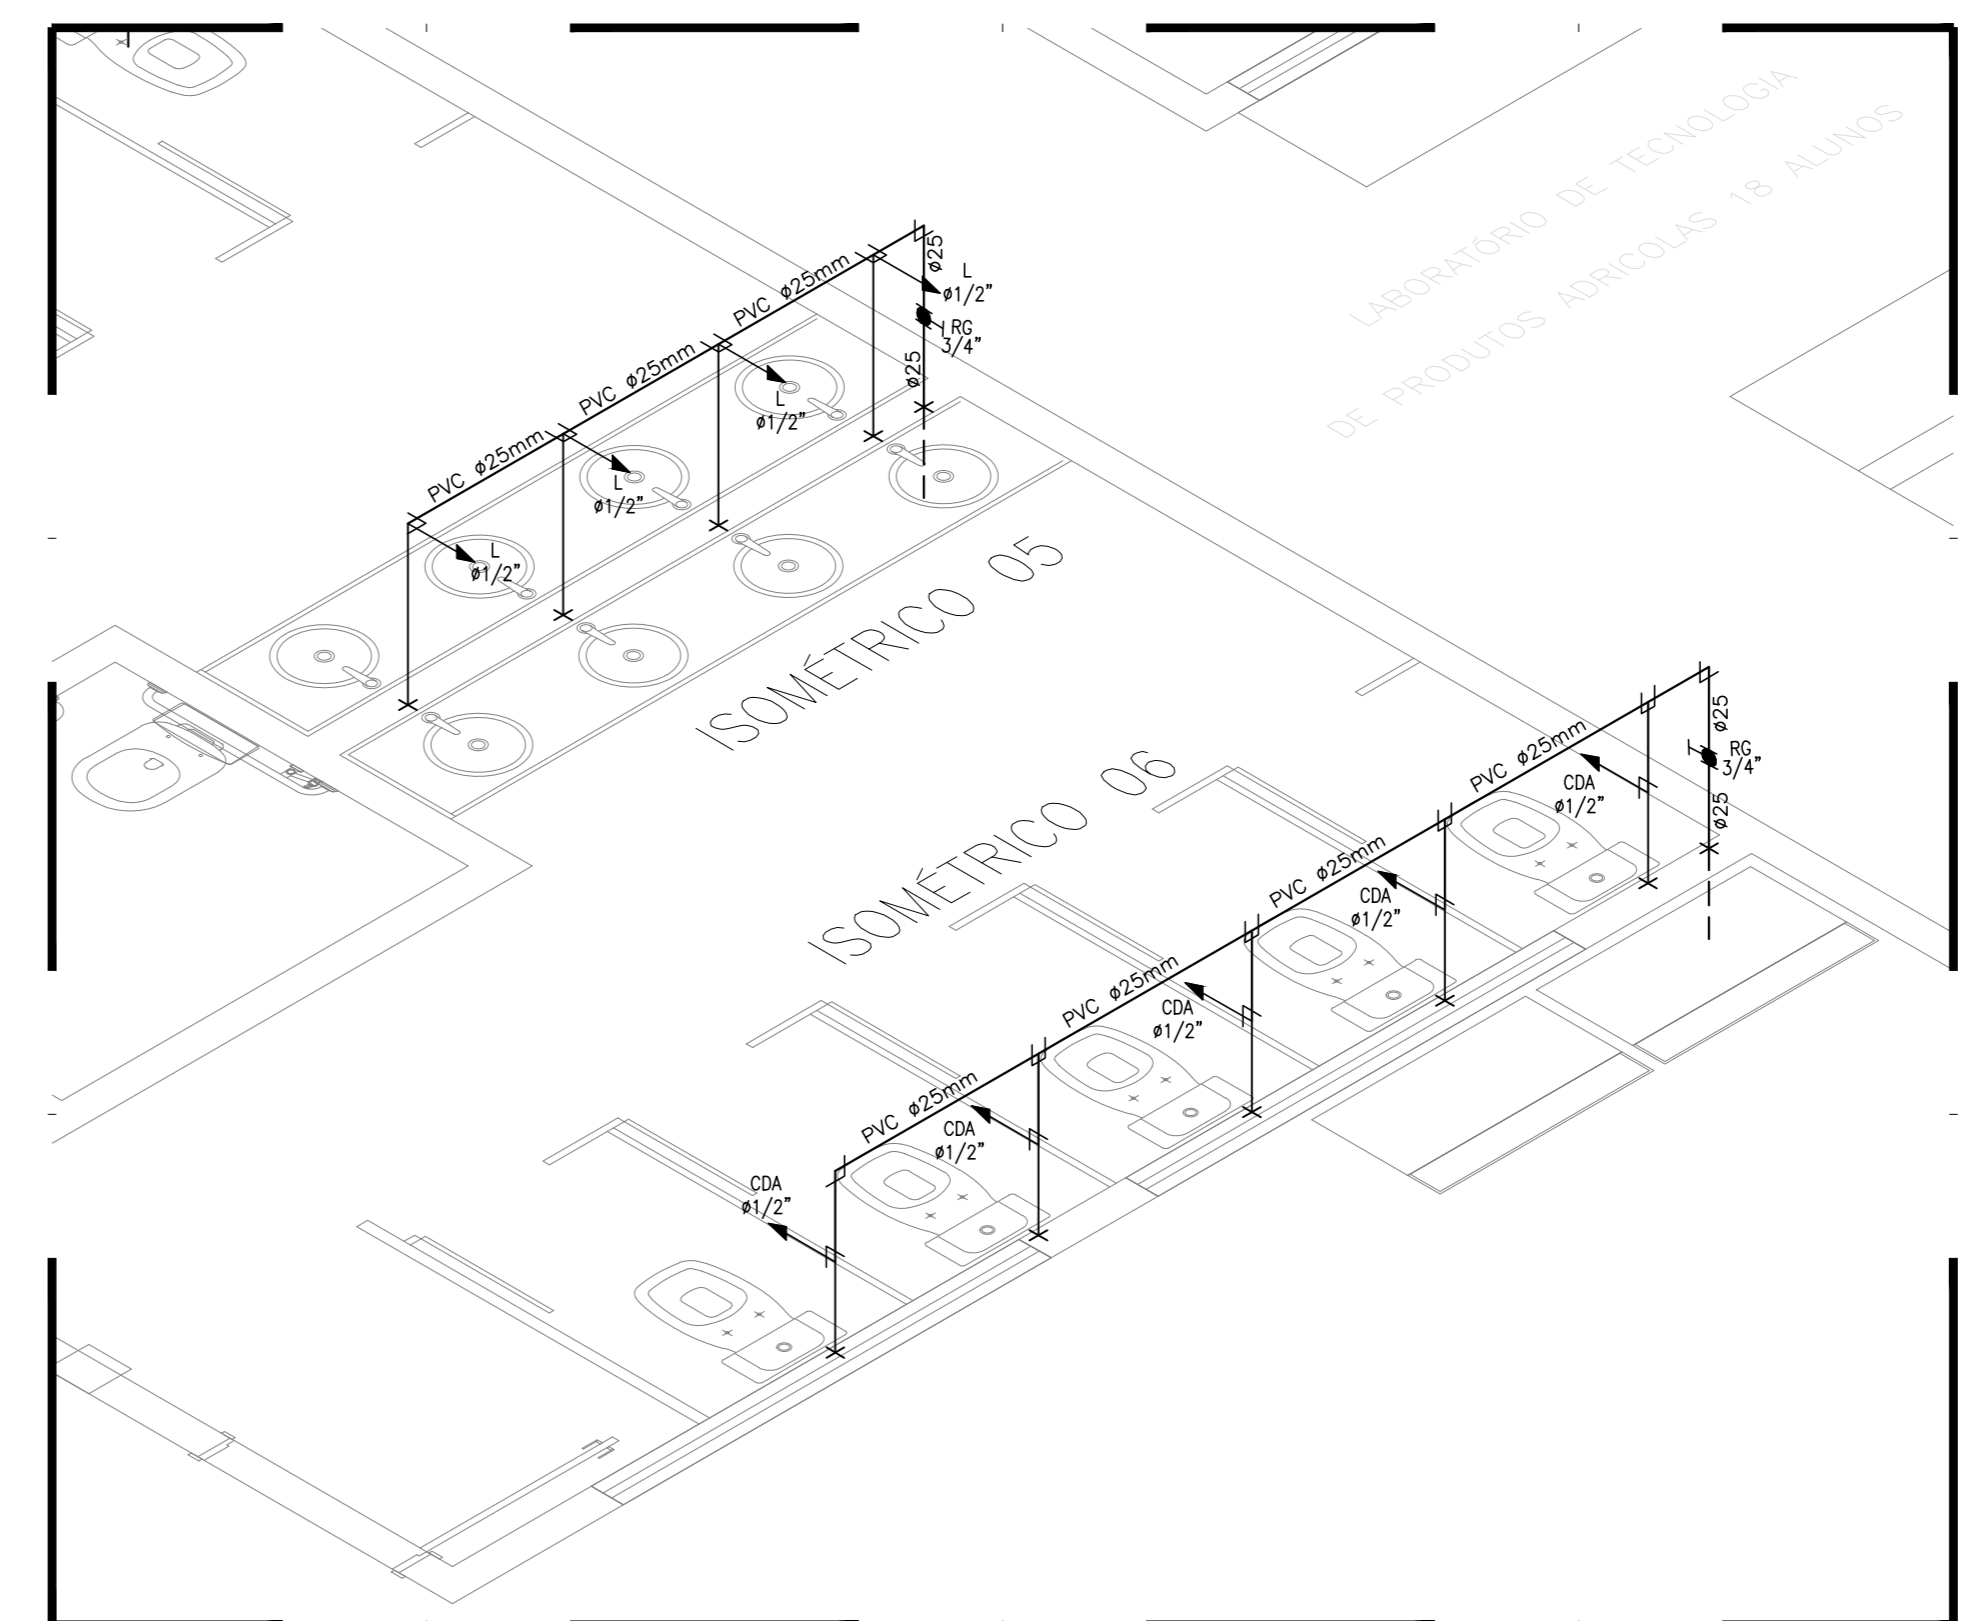 LABORATÓRIO DE TECNOLOGIA
DE PRODUTOS ADRICOLAS 18 ALUNOS
ø25
L
ø1/2"
RG
3/4"
ø25
PVC ø25mm
PVC ø25mm
PVC ø25mm
L
ø1/2"
L
ø1/2"
L
ø1/2"
ISOMÉTRICO 05
ISOMÉTRICO 06
ø25
RG
3/4"
ø25
PVC ø25mm
CDA
ø1/2"
PVC ø25mm
CDA
ø1/2"
PVC ø25mm
CDA
ø1/2"
PVC ø25mm
CDA
ø1/2"
CDA
ø1/2"